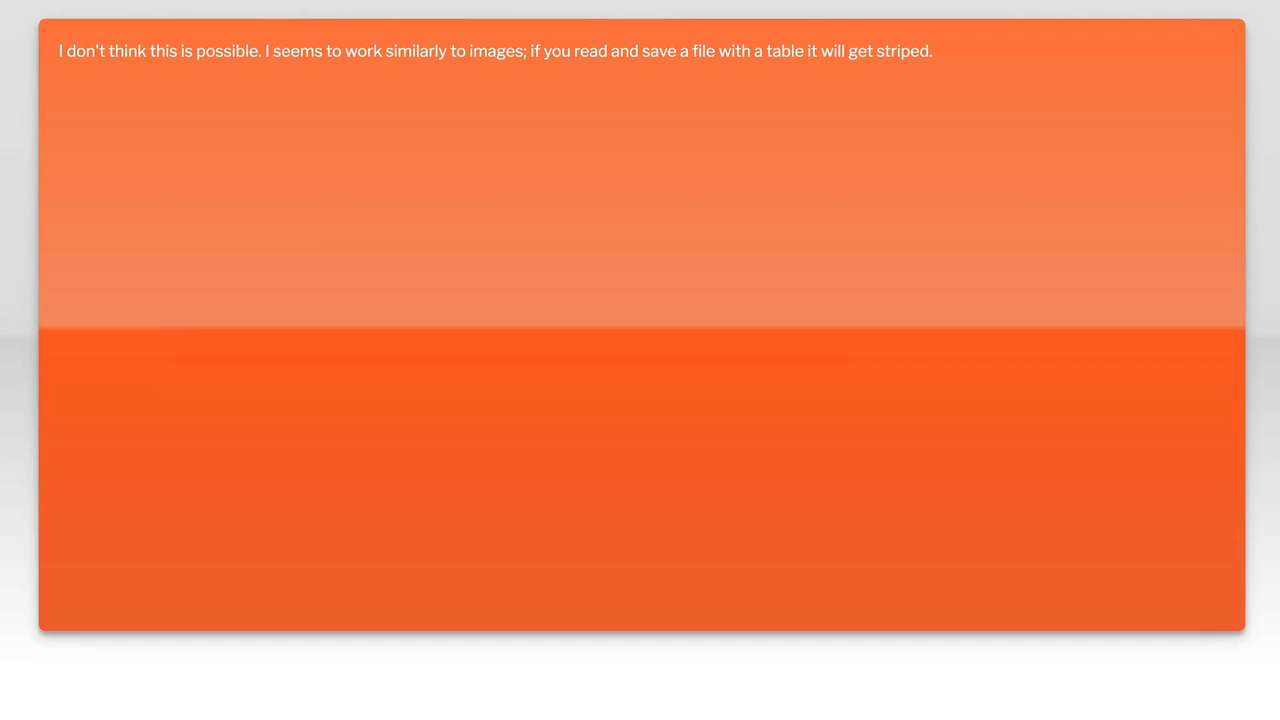 I don't think this is possible. I seems to work similarly to images; if you read and save a file with a table it will get striped.